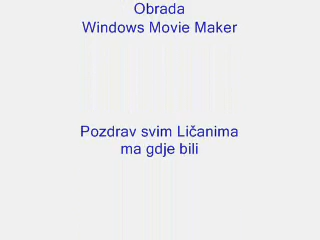 Obrada
Windows Movie Maker
Pozdrav svim Ličanima
ma gdje bili